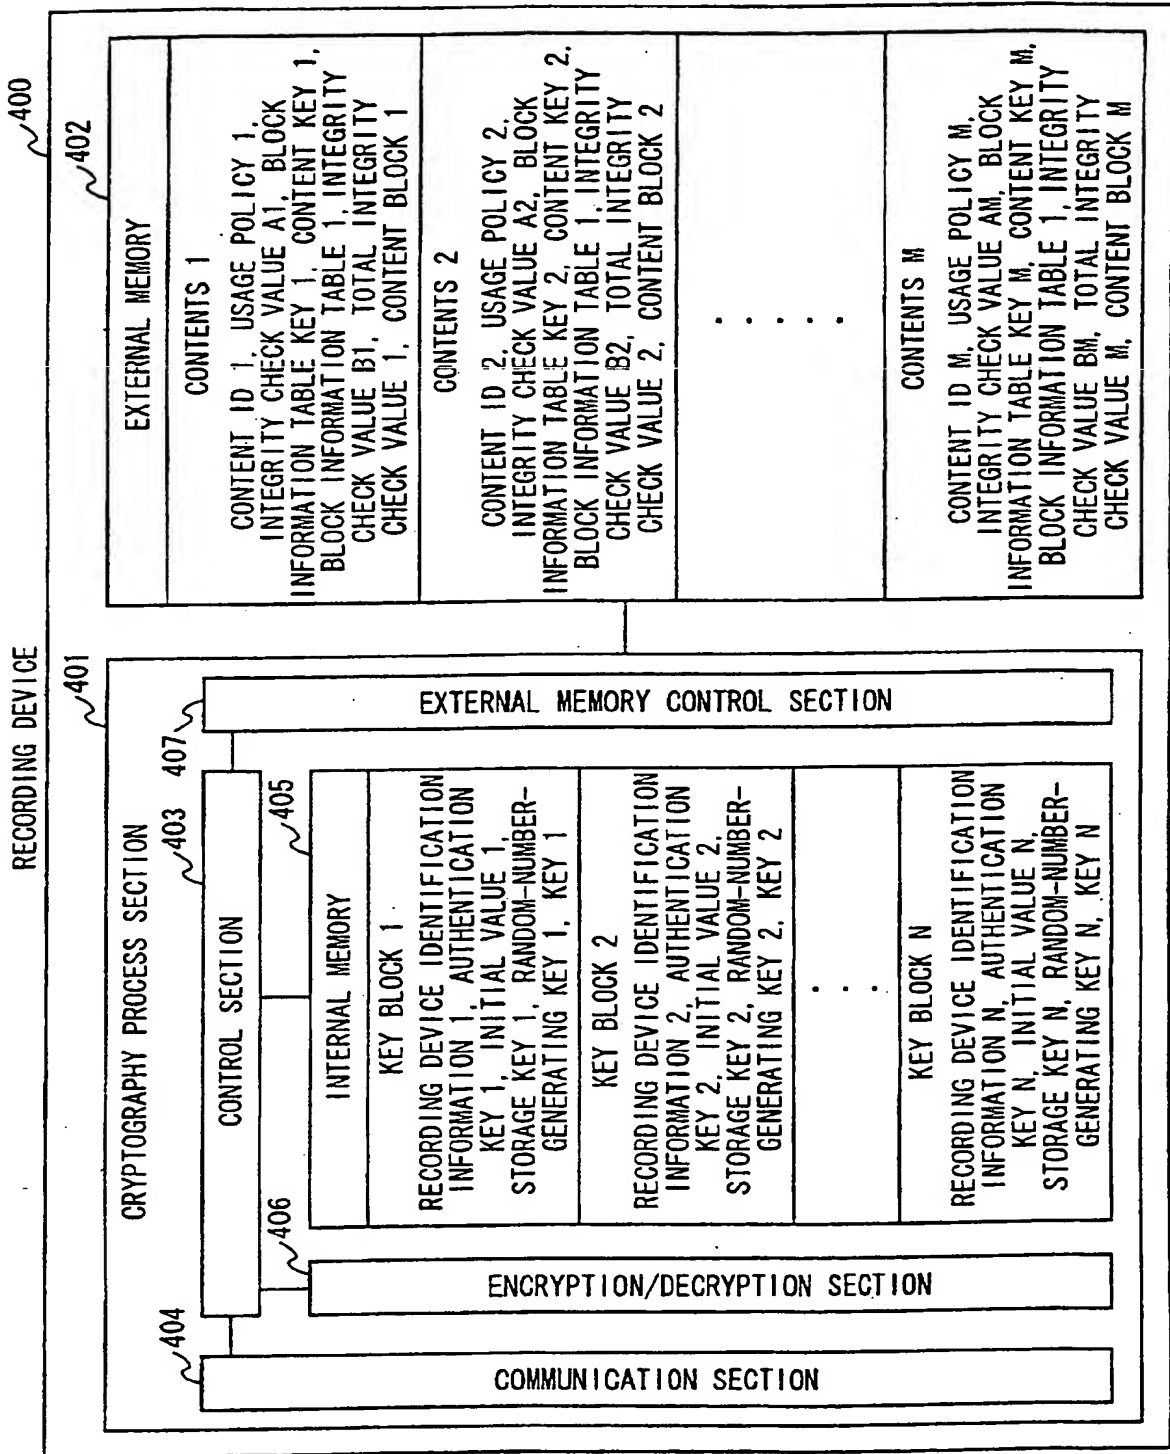 RECORDING DEVICE
400
401
CRYPTOGRAPHY PROCESS SECTION
403
CONTROL SECTION
404
COMMUNICATION SECTION
406
ENCRYPTION/DECRYPTION SECTION
405
INTERNAL MEMORY
KEY BLOCK 1
RECORDING DEVICE IDENTIFICATION
INFORMATION 1, AUTHENTICATION
KEY 1, INITIAL VALUE 1,
STORAGE KEY 1, RANDOM-NUMBER-
GENERATING KEY 1, KEY 1
KEY BLOCK 2
RECORDING DEVICE IDENTIFICATION
INFORMATION 2, AUTHENTICATION
KEY 2, INITIAL VALUE 2,
STORAGE KEY 2, RANDOM-NUMBER-
GENERATING KEY 2, KEY 2
. . .
KEY BLOCK N
RECORDING DEVICE IDENTIFICATION
INFORMATION N, AUTHENTICATION
KEY N, INITIAL VALUE N,
STORAGE KEY N, RANDOM-NUMBER-
GENERATING KEY N, KEY N
407
EXTERNAL MEMORY CONTROL SECTION
402
EXTERNAL MEMORY
CONTENTS 1
CONTENT ID 1, USAGE POLICY 1,
INTEGRITY CHECK VALUE A1, BLOCK
INFORMATION TABLE KEY 1, CONTENT KEY 1,
BLOCK INFORMATION TABLE 1, INTEGRITY
CHECK VALUE B1, TOTAL INTEGRITY
CHECK VALUE 1, CONTENT BLOCK 1
CONTENTS 2
CONTENT ID 2, USAGE POLICY 2,
INTEGRITY CHECK VALUE A2, BLOCK
INFORMATION TABLE KEY 2, CONTENT KEY 2,
BLOCK INFORMATION TABLE 1, INTEGRITY
CHECK VALUE B2, TOTAL INTEGRITY
CHECK VALUE 2, CONTENT BLOCK 2
. . . . .
CONTENTS M
CONTENT ID M, USAGE POLICY M,
INTEGRITY CHECK VALUE AM, BLOCK
INFORMATION TABLE KEY M, CONTENT KEY M,
BLOCK INFORMATION TABLE 1, INTEGRITY
CHECK VALUE BM, TOTAL INTEGRITY
CHECK VALUE M, CONTENT BLOCK M